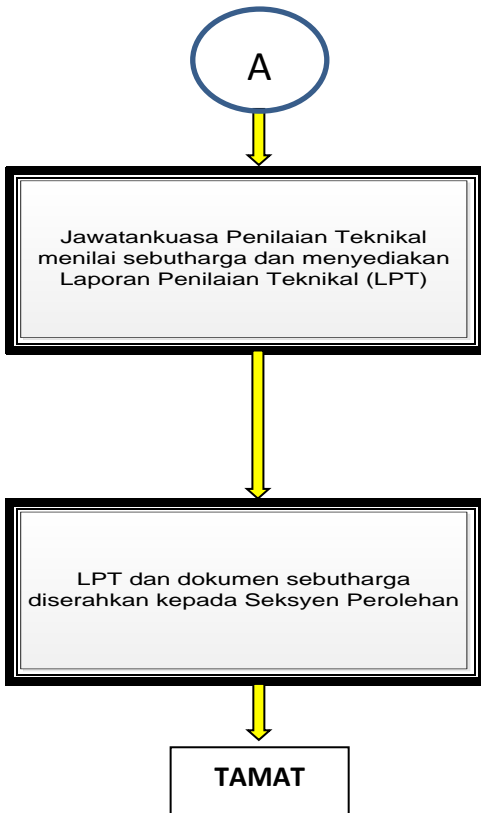 A
Jawatankuasa Penilaian Teknikal
menilai sebutharga dan menyediakan
Laporan Penilaian Teknikal (LPT)
LPT dan dokumen sebutharga
diserahkan kepada Seksyen Perolehan
TAMAT